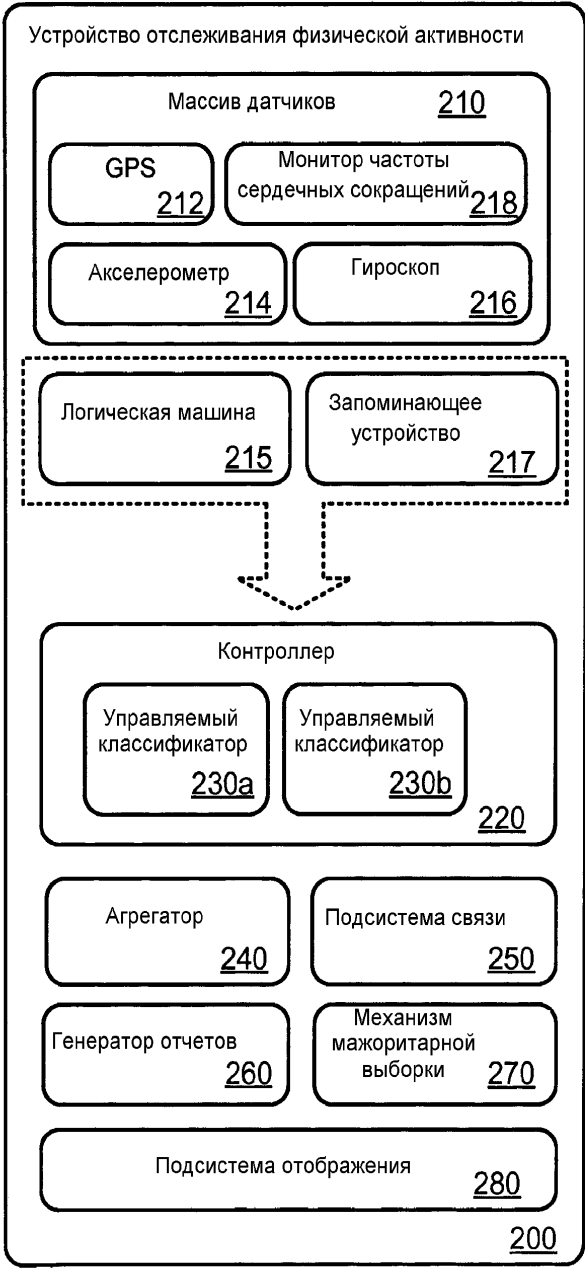 Устройство отслеживания физической активности
Массив датчиков 210
GPS
212
Монитор частоты
сердечных сокращений
218
Акселерометр
214
Гироскоп
216
Логическая машина
215
Запоминающее
устройство
217
Контроллер
Управляемый
классификатор
230a
Управляемый
классификатор
230b
220
Агрегатор
240
Подсистема связи
250
Генератор отчетов
260
Механизм
мажоритарной
выборки
270
Подсистема отображения
280
200